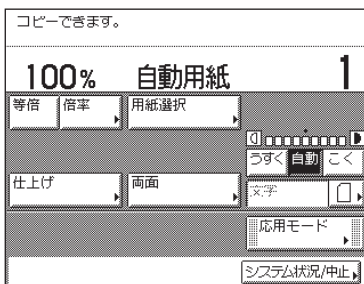 コピーできます。
100% 自動用紙 1
等倍 倍率 用紙選択
うすく 自動 こく
仕上げ 両面 文字
応用モード
システム状況/中止